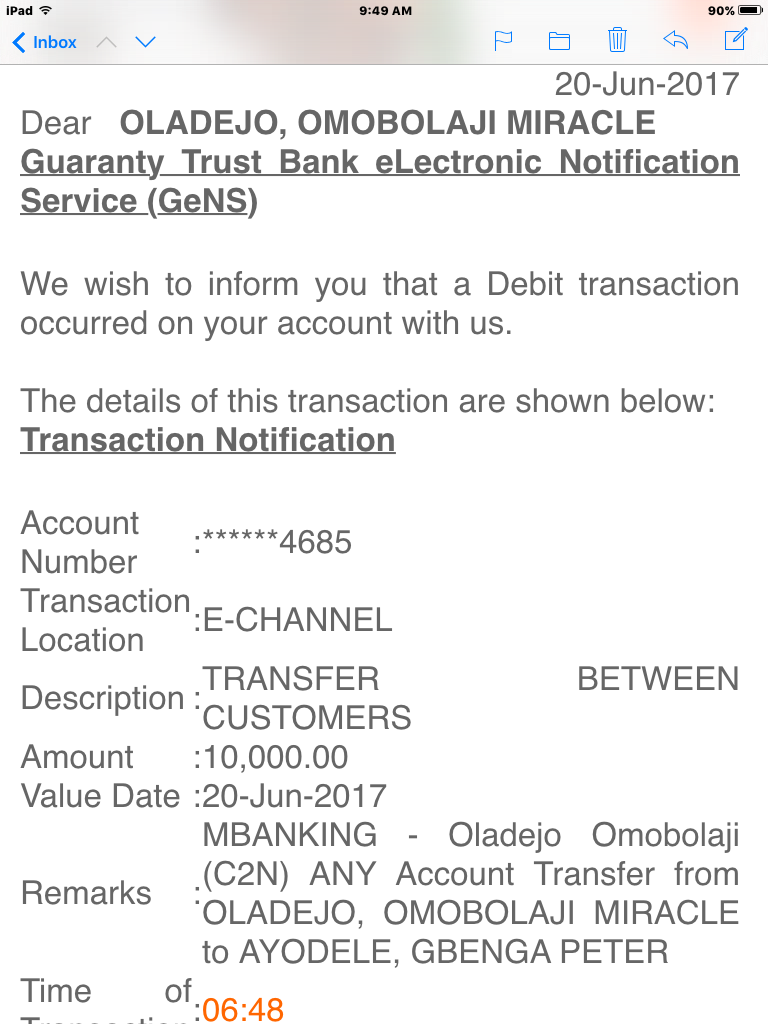 iPad 9:49 AM 90%
Inbox
20-Jun-2017
Dear OLADEJO, OMOBOLAJI MIRACLE
Guaranty Trust Bank eLectronic Notification
Service (GeNS)
We wish to inform you that a Debit transaction
occurred on your account with us.
The details of this transaction are shown below:
Transaction Notification
Account
Number
:******4685
Transaction
Location
:E-CHANNEL
Description :
TRANSFER BETWEEN
CUSTOMERS
Amount :10,000.00
Value Date :20-Jun-2017
Remarks :
MBANKING - Oladejo Omobolaji
(C2N) ANY Account Transfer from
OLADEJO, OMOBOLAJI MIRACLE
to AYODELE, GBENGA PETER
Time of
Transaction
:06:48